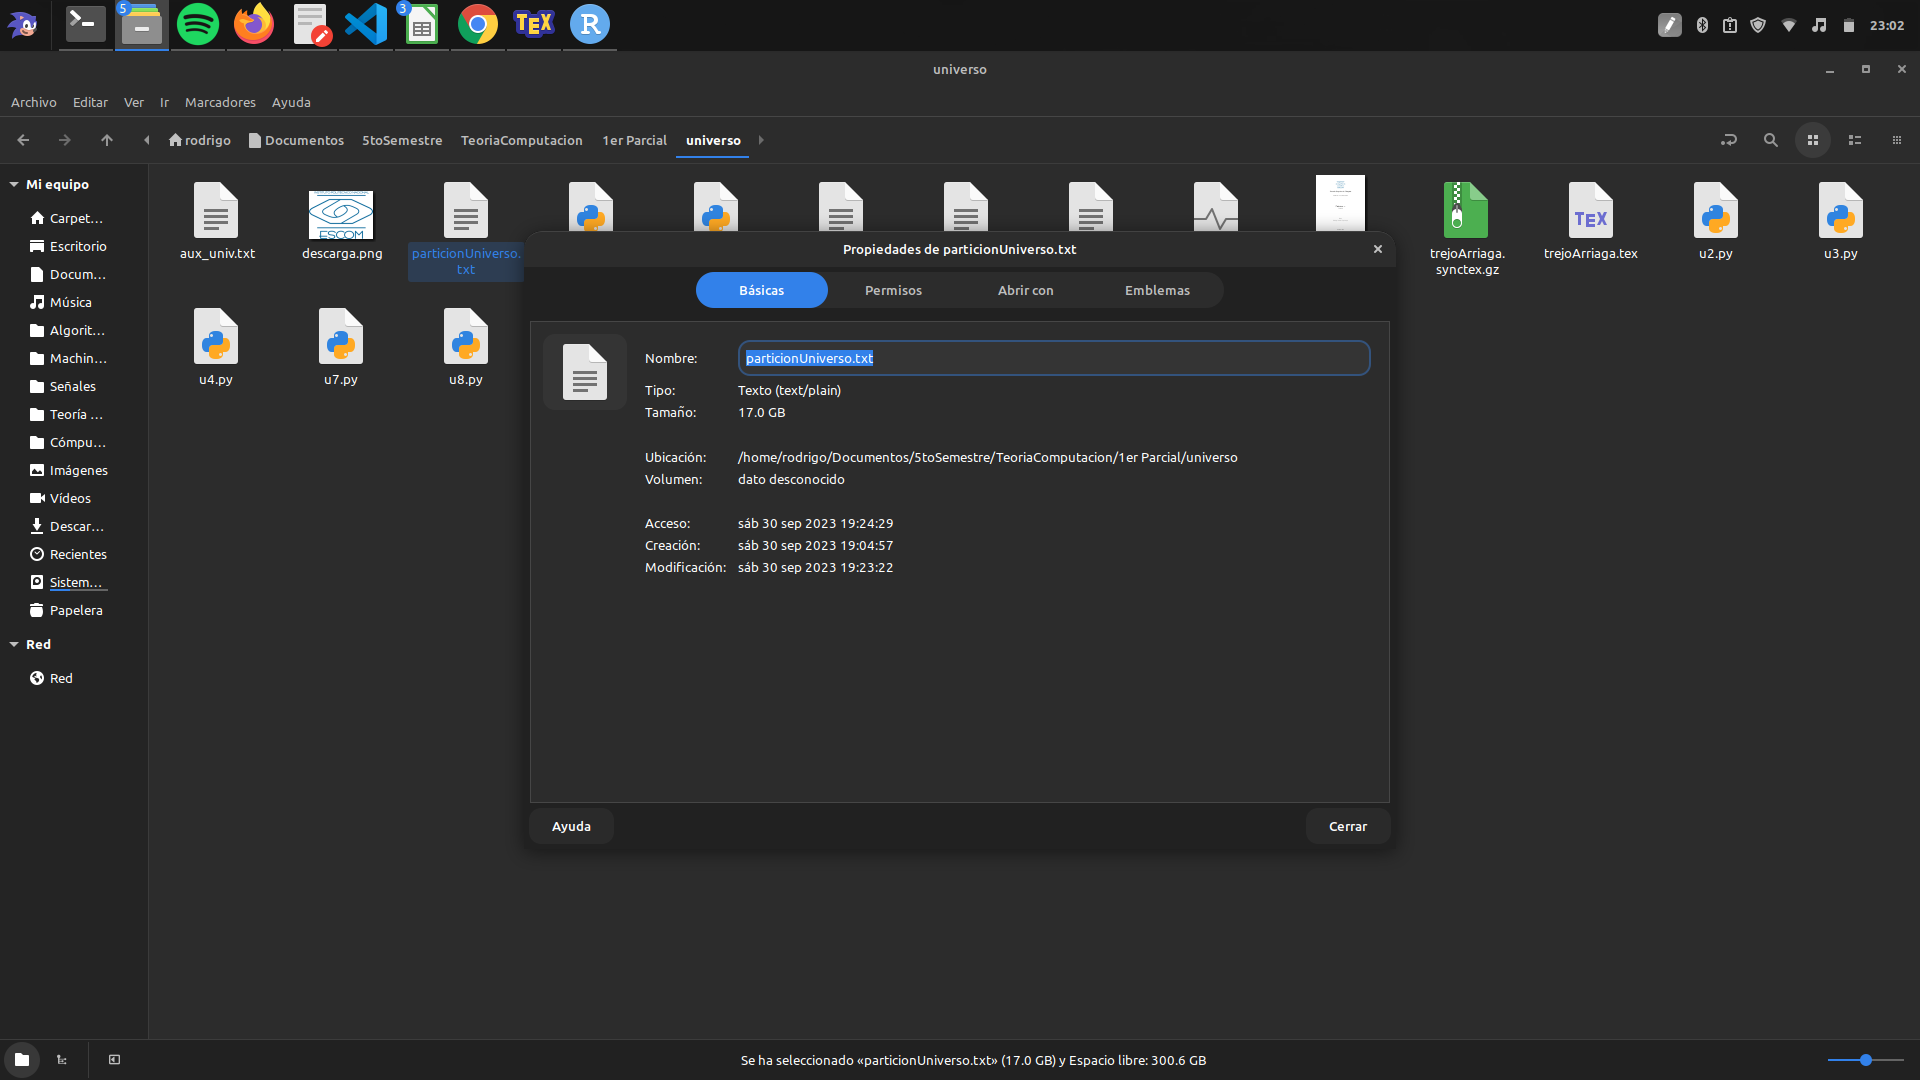 5
3
TEX
R
23:02
universo
Archivo Editar Ver Ir Marcadores Ayuda
rodrigo Documentos 5toSemestre TeoriaComputacion 1er Parcial universo
Mi equipo
Carpet...
Escritorio
Docum...
Música
Algorit...
Machin...
Señales
Teoría ...
Cómpu...
Imágenes
Vídeos
Descar...
Recientes
Sistem...
Papelera
Red
Red
ESCOM
TEX
aux_univ.txt
descarga.png
particionUniverso.
txt
trejoArriaga.
synctex.gz
trejoArriaga.tex
u2.py
u3.py
u4.py
u7.py
u8.py
Propiedades de particionUniverso.txt
Básicas Permisos Abrir con Emblemas
Nombre: particionUniverso.txt
Tipo: Texto (text/plain)
Tamaño: 17.0 GB
Ubicación: /home/rodrigo/Documentos/5toSemestre/TeoriaComputacion/1er Parcial/universo
Volumen: dato desconocido
Acceso: sáb 30 sep 2023 19:24:29
Creación: sáb 30 sep 2023 19:04:57
Modificación: sáb 30 sep 2023 19:23:22
Ayuda Cerrar
Se ha seleccionado «particionUniverso.txt» (17.0 GB) y Espacio libre: 300.6 GB